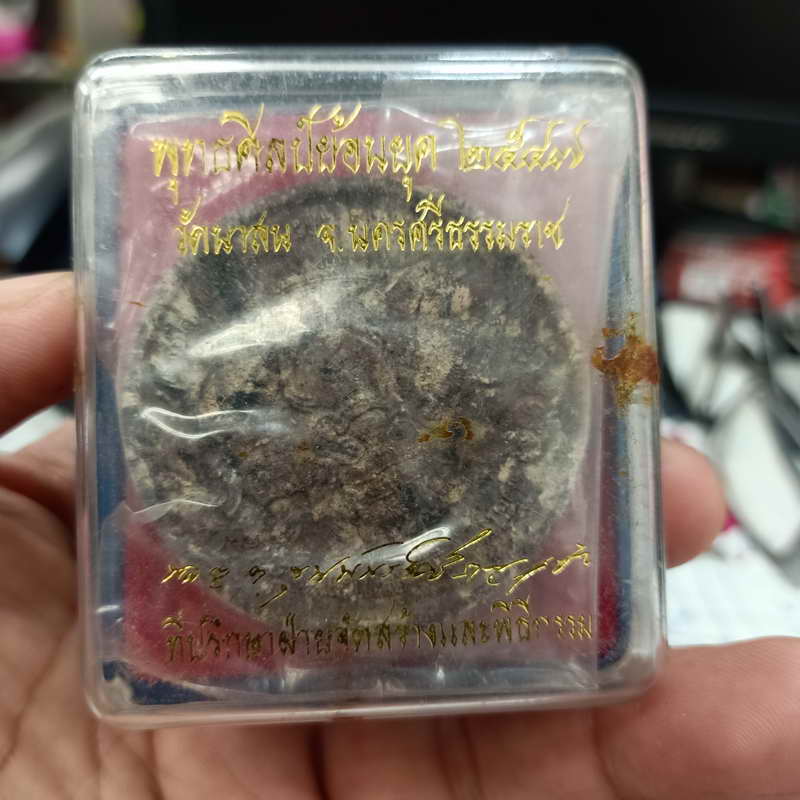 พุทธศิลป์ย้อนยุค ๒๕๔๗
วัดนาสน จ.นครศรีธรรมราช
ที่ปรึกษาฝ่ายจัดสร้างและพิธีกรรม